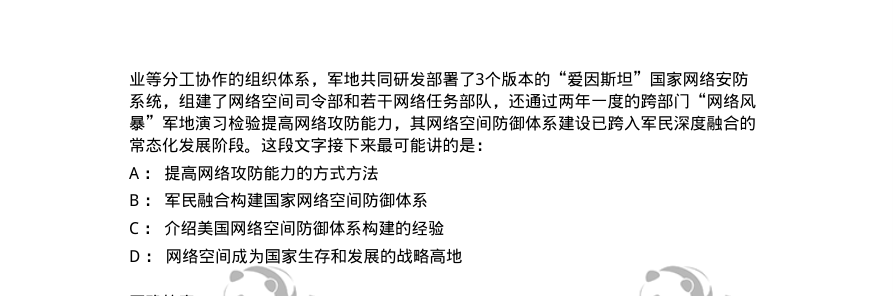 业等分工协作的组织体系，军地共同研发部署了3个版本的“爱因斯坦”国家网络安防
系统，组建了网络空间司令部和若干网络任务部队，还通过两年一度的跨部门“网络风
暴”军地演习检验提高网络攻防能力，其网络空间防御体系建设已跨入军民深度融合的
常态化发展阶段。这段文字接下来最可能讲的是：
A： 提高网络攻防能力的方式方法
B： 军民融合构建国家网络空间防御体系
C： 介绍美国网络空间防御体系构建的经验
D： 网络空间成为国家生存和发展的战略高地